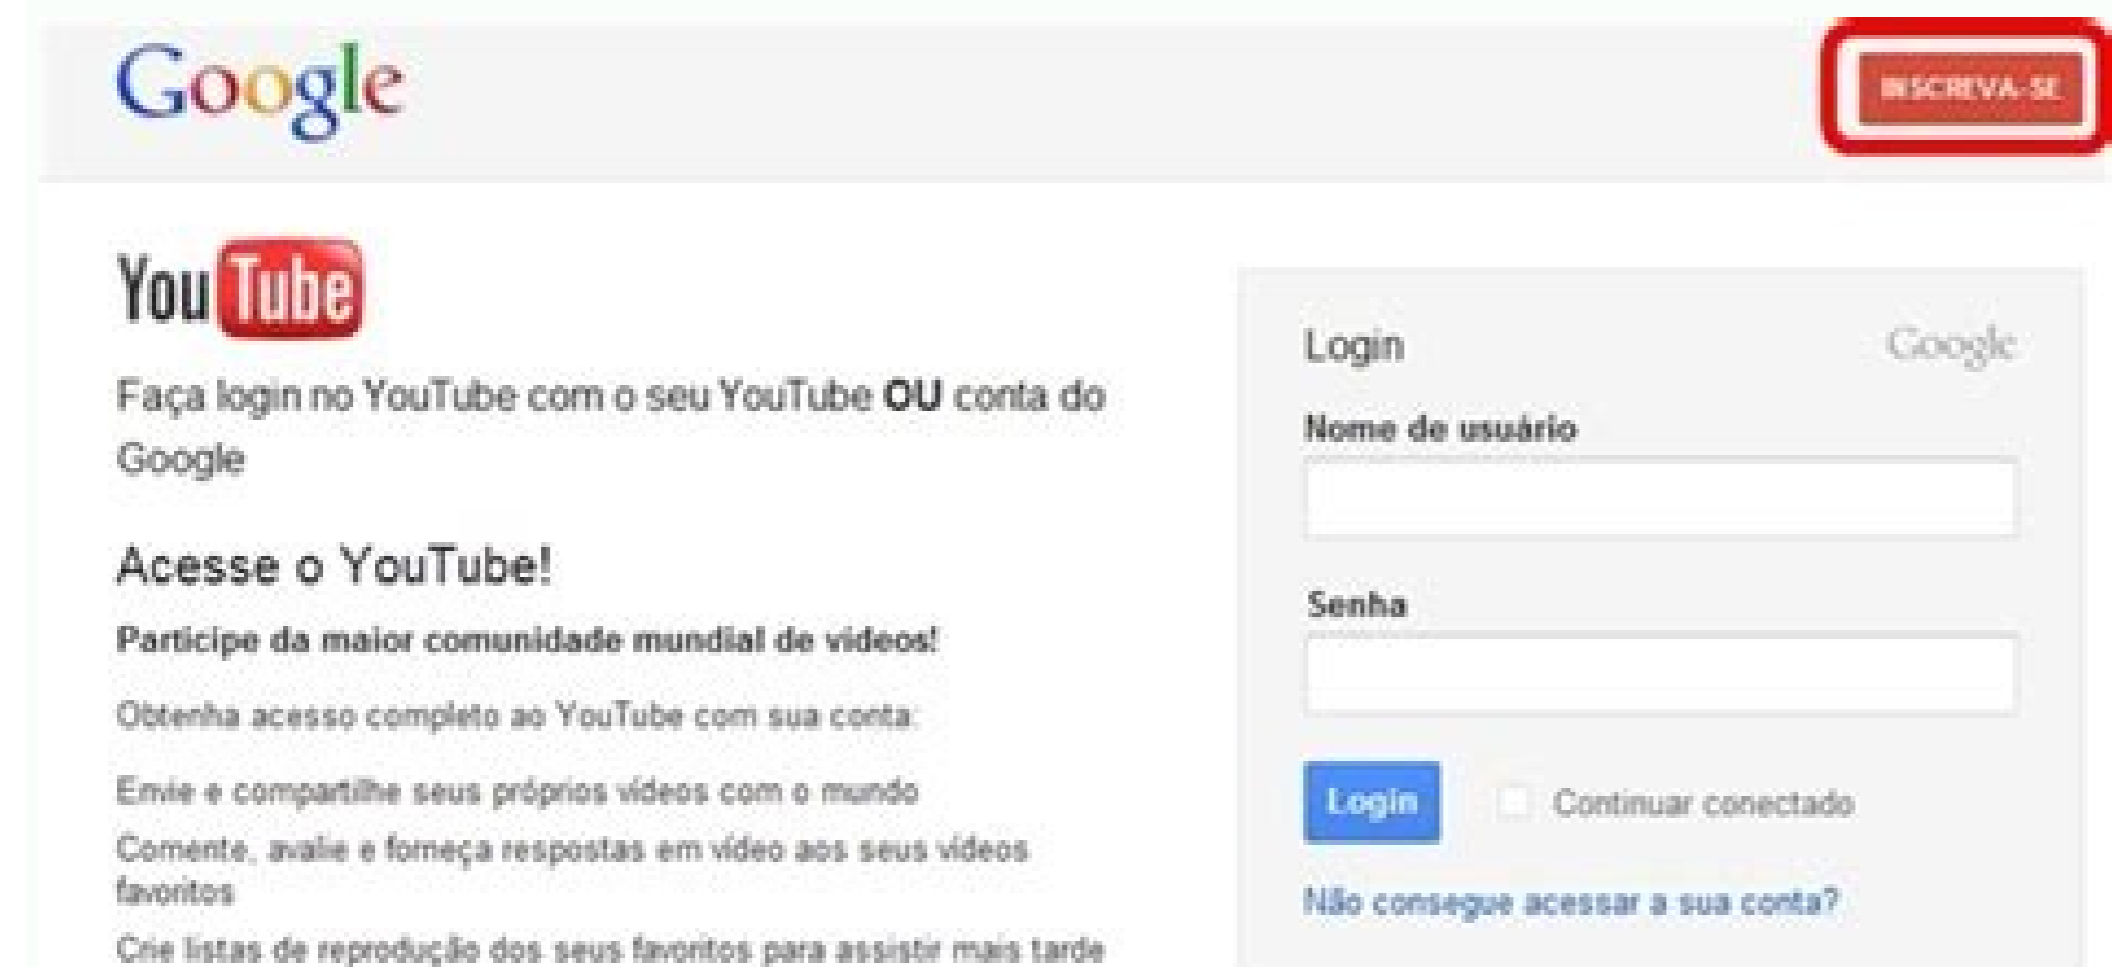 Google
INSCREVA-SE
YouTube
Faça login no YouTube com o seu YouTube OU conta do
Google
Acesse o YouTube!
Participe da maior comunidade mundial de vídeos!
Obtenha acesso completo ao YouTube com sua conta:
Envie e compartilhe seus próprios vídeos com o mundo
Comente, avalie e forneça respostas em vídeo aos seus vídeos
favoritos
Crie listas de reprodução dos seus favoritos para assistir mais tarde
Login Google
Nome de usuário
Senha
Login Continuar conectado
Não consegue acessar a sua conta?